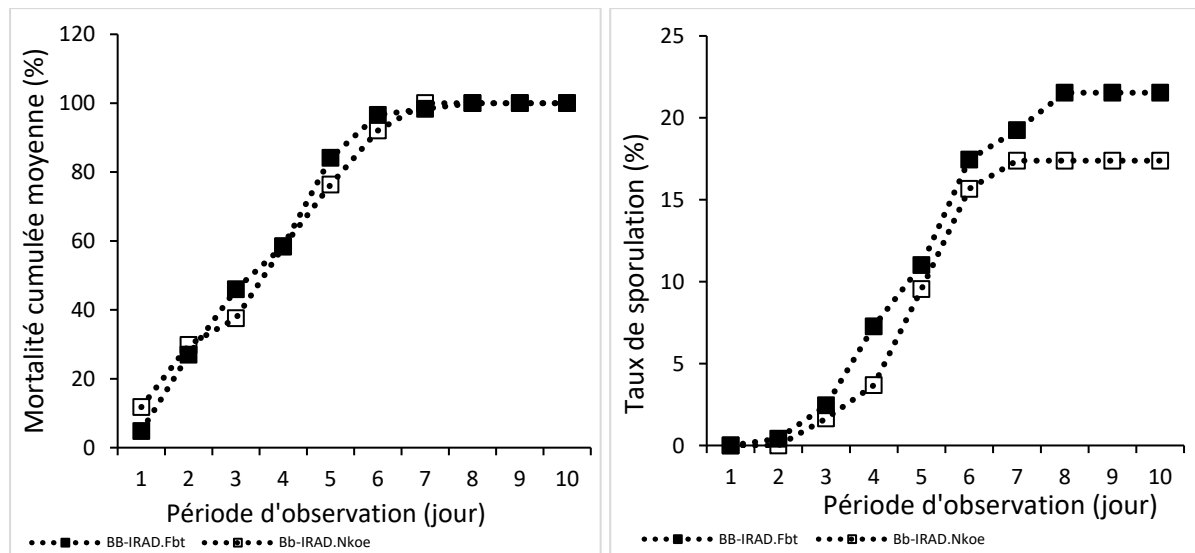 Mortalité cumulée moyenne (%)
120
100
80
60
40
20
0
1 2 3 4 5 6 7 8 9 10
Période d'observation (jour)
BB-IRAD.Fbt Bb-IRAD.Nkoe
Taux de sporulation (%)
25
20
15
10
5
0
1 2 3 4 5 6 7 8 9 10
Période d'observation (jour)
BB-IRAD.Fbt Bb-IRAD.Nkoe